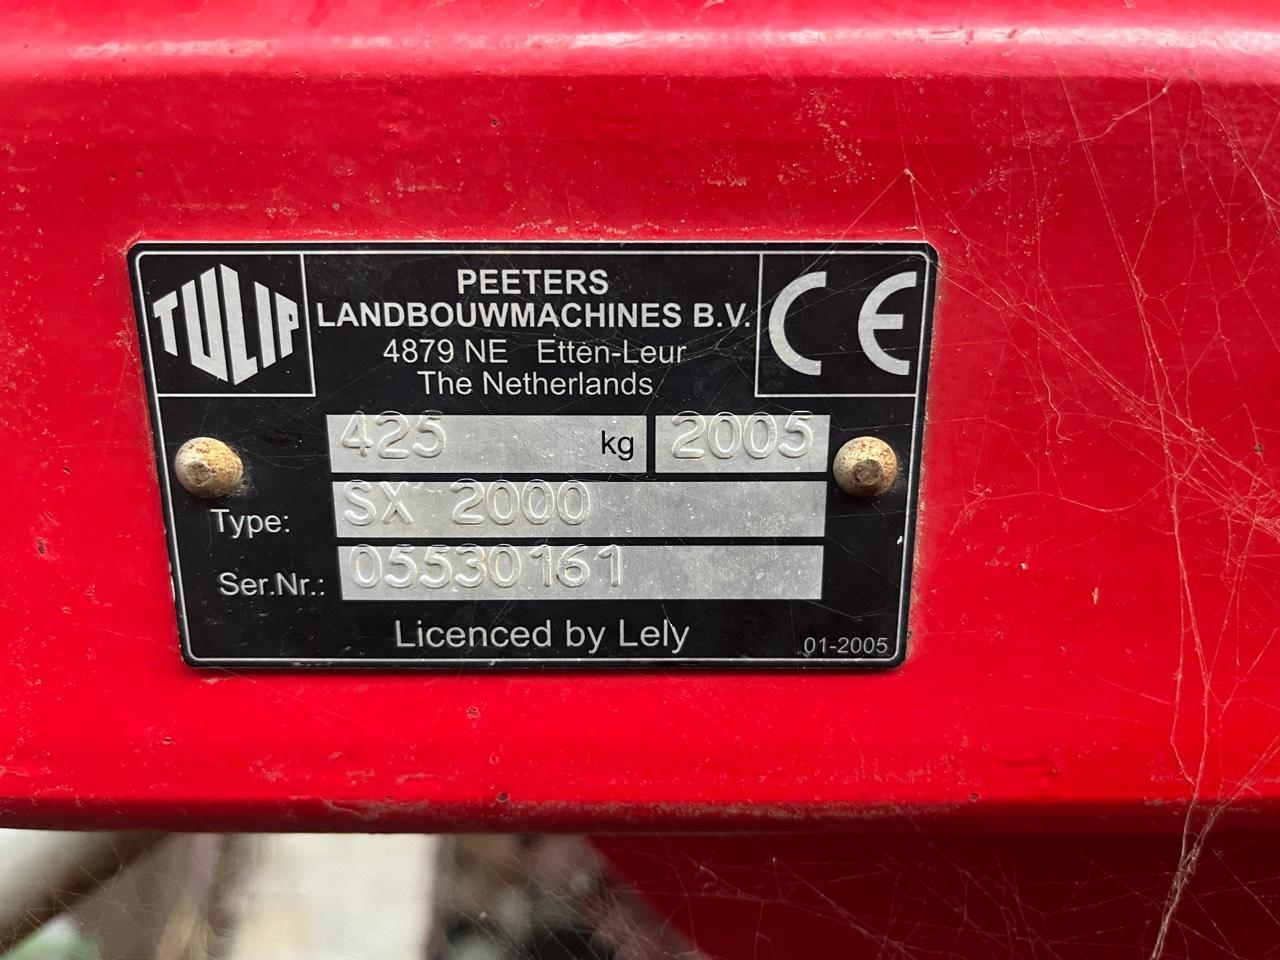 TULIP
PEETERS
LANDBOUWMACHINES B.V.
4879 NE Etten-Leur
The Netherlands
CE
425 kg 2005
Type: SX 2000
Ser.Nr.: 05530161
Licenced by Lely
01-2005